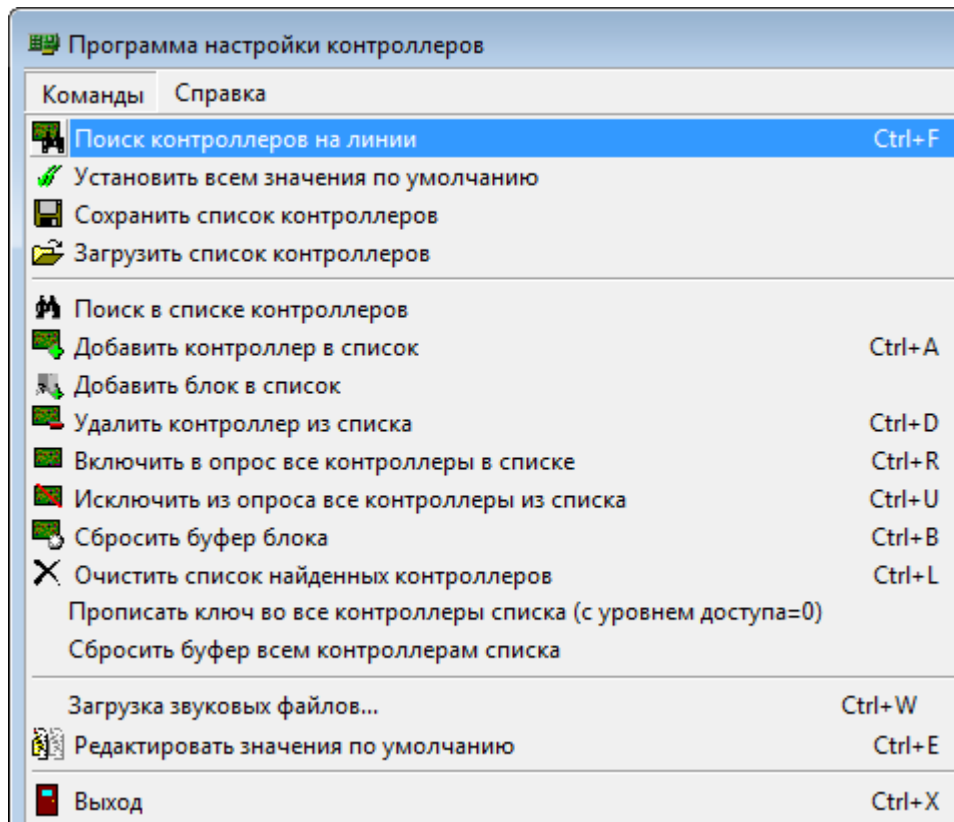 Программа настройки контроллеров
Команды Справка
Поиск контроллеров на линии Ctrl+F
Установить всем значения по умолчанию
Сохранить список контроллеров
Загрузить список контроллеров
Поиск в списке контроллеров
Добавить контроллер в список Ctrl+A
Добавить блок в список
Удалить контроллер из списка Ctrl+D
Включить в опрос все контроллеры в списке Ctrl+R
Исключить из опроса все контроллеры из списка Ctrl+U
Сбросить буфер блока Ctrl+B
Очистить список найденных контроллеров Ctrl+L
Прописать ключ во все контроллеры списка (с уровнем доступа=0)
Сбросить буфер всем контроллерам списка
Загрузка звуковых файлов... Ctrl+W
Редактировать значения по умолчанию Ctrl+E
Выход Ctrl+X